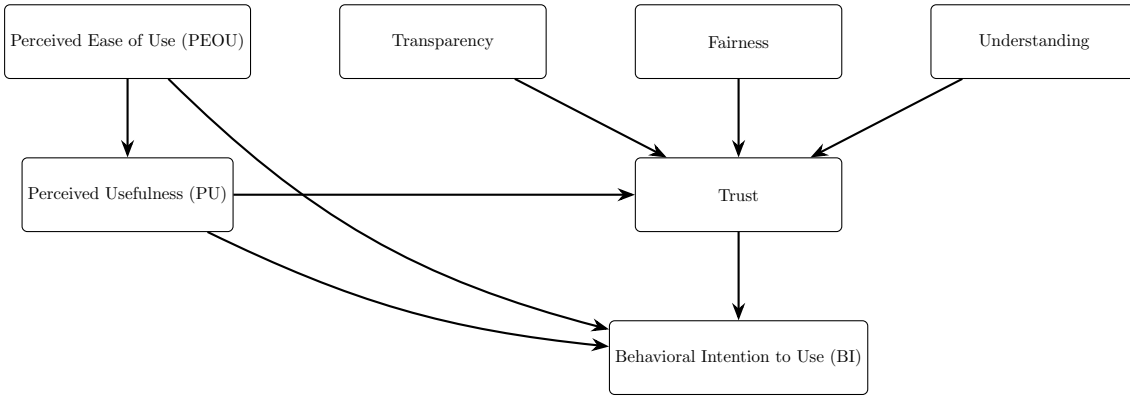 Perceived Ease of Use (PEOU)
Transparency
Fairness
Understanding
Perceived Usefulness (PU)
Trust
Behavioral Intention to Use (BI)